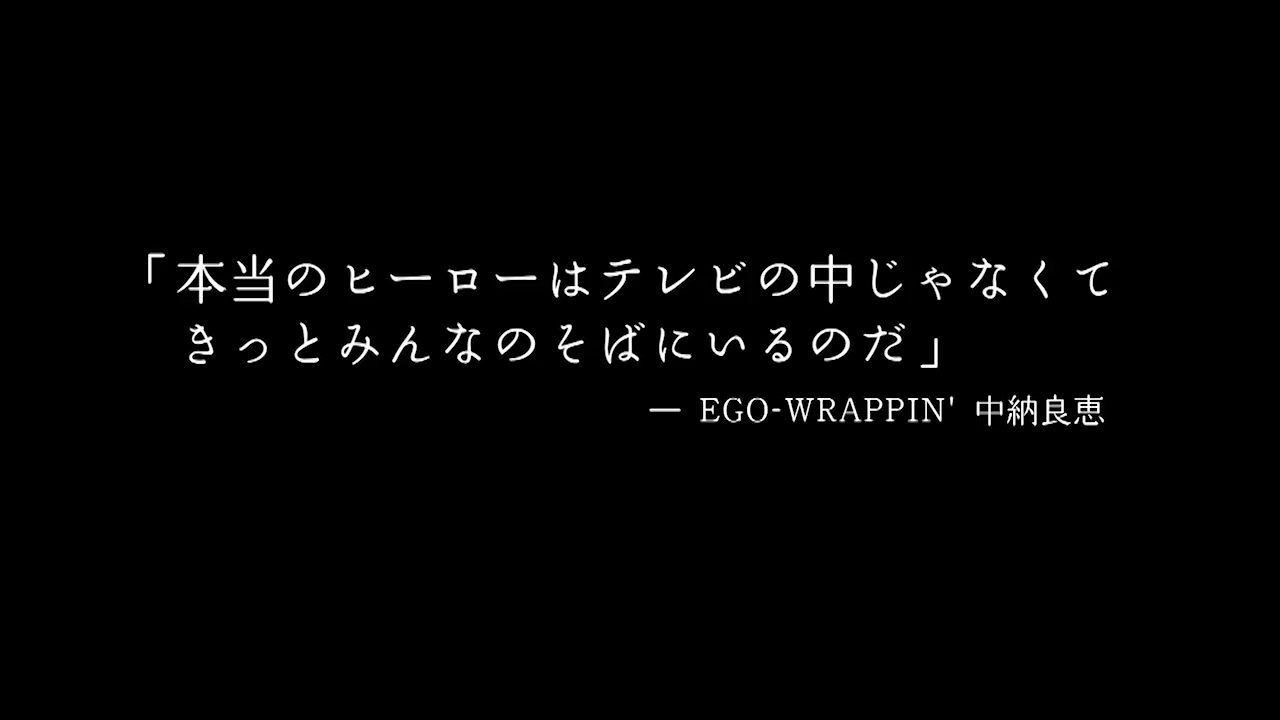 「本当のヒーローはテレビの中じゃなくて
きっとみんなのそばにいるのだ」
― EGO-WRAPPIN' 中納良恵